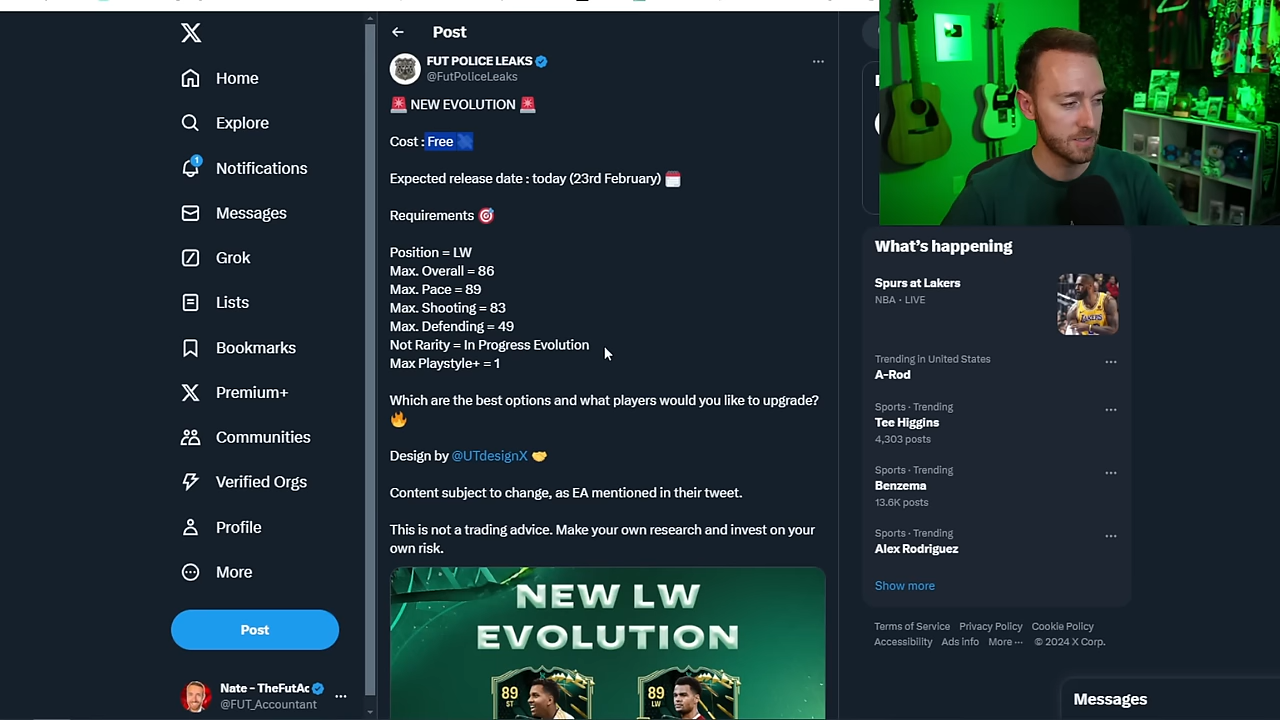 Home
Explore
1
Notifications
Messages
Grok
Lists
Bookmarks
Premium+
Communities
Verified Orgs
Profile
More
Post
Nate – TheFutAc
@FUT_Accountant
Post
FUT POLICE LEAKS
@FutPoliceLeaks
🚨 NEW EVOLUTION 🚨
Cost : Free
Expected release date : today (23rd February) 🗓️
Requirements 🎯
Position = LW
Max. Overall = 86
Max. Pace = 89
Max. Shooting = 83
Max. Defending = 49
Not Rarity = In Progress Evolution
Max Playstyle+ = 1
Which are the best options and what players would you like to upgrade?
🔥
Design by @UTdesignX 🤝
Content subject to change, as EA mentioned in their tweet.
This is not a trading advice. Make your own research and invest on your
own risk.
NEW LW
EVOLUTION
89
ST
89
LW
What's happening
Spurs at Lakers
NBA · LIVE
Trending in United States
A-Rod
Sports · Trending
Tee Higgins
4,303 posts
Sports · Trending
Benzema
13.6K posts
Sports · Trending
Alex Rodriguez
Show more
Terms of Service Privacy Policy Cookie Policy
Accessibility Ads info More ··· © 2024 X Corp.
Messages